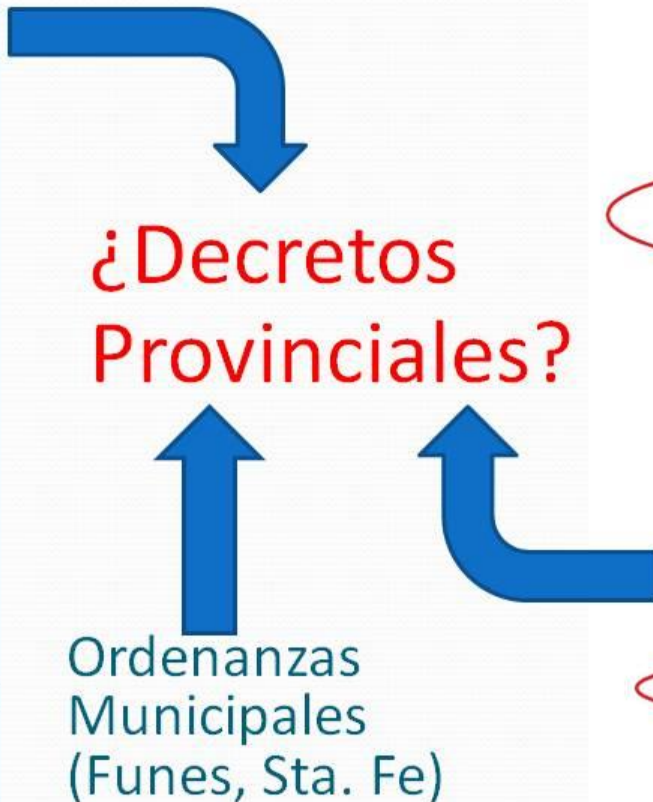 ¿Decretos
Provinciales?
Ordenanzas
Municipales
(Funes, Sta. Fe)